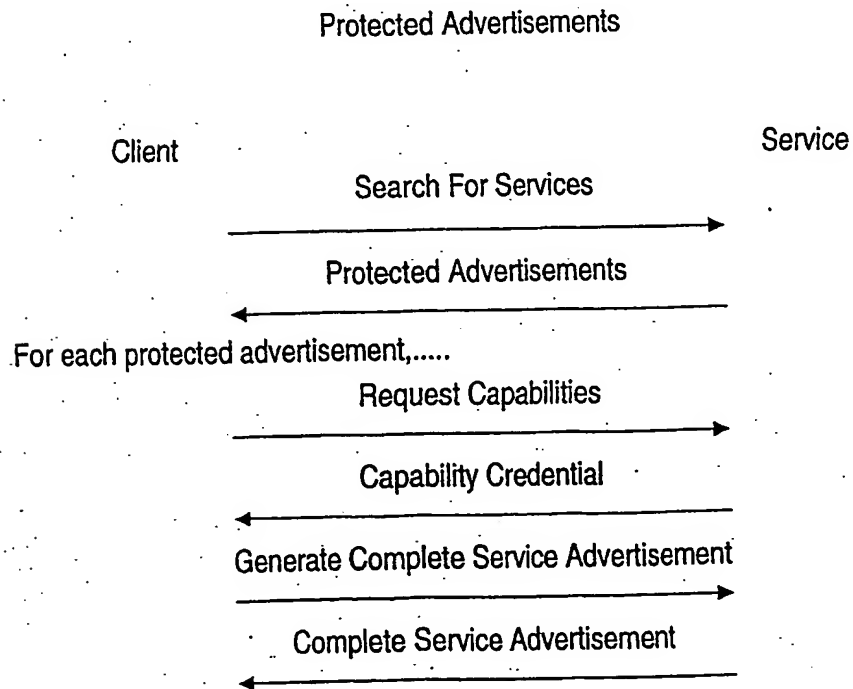 Protected Advertisements
Client
Service
Search For Services
Protected Advertisements
For each protected advertisement,.....
Request Capabilities
Capability Credential
Generate Complete Service Advertisement
Complete Service Advertisement